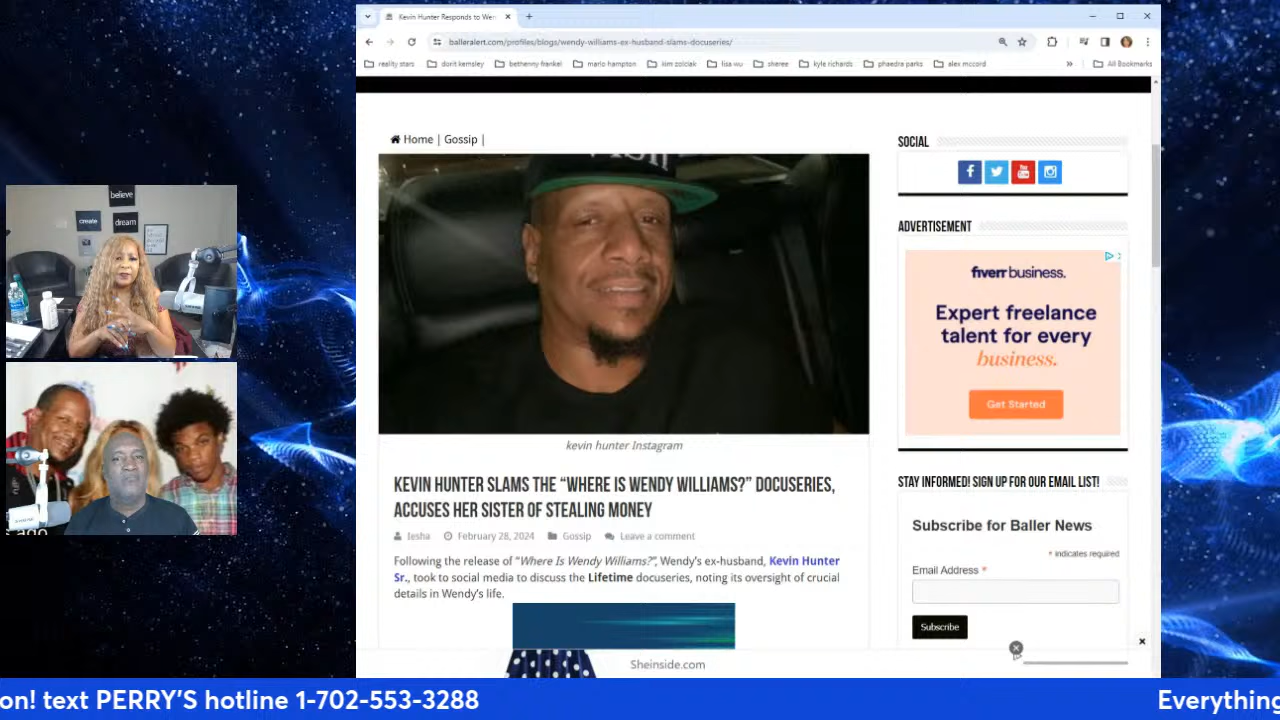 Kevin Hunter Responds to Wen
balleralert.com/profiles/blogs/wendy-williams-ex-husband-slams-docuseries/
reality stars
dorit kemsley
bethenny frankel
marlo hampton
kim zolciak
lisa wu
sheree
kyle richards
phaedra parks
alex mccord
»
All Bookmarks
Home | Gossip |
believe
create
dream
kevin hunter Instagram
KEVIN HUNTER SLAMS THE “WHERE IS WENDY WILLIAMS?” DOCUSERIES,
ACCUSES HER SISTER OF STEALING MONEY
Iesha February 28, 2024 Gossip Leave a comment
Following the release of “Where Is Wendy Williams?”, Wendy’s ex-husband, Kevin Hunter
Sr., took to social media to discuss the Lifetime docuseries, noting its oversight of crucial
details in Wendy’s life.
Sheinside.com
SOCIAL
ADVERTISEMENT
fiverr business.
Expert freelance
talent for every
business.
Get Started
STAY INFORMED! SIGN UP FOR OUR EMAIL LIST!
Subscribe for Baller News
* indicates required
Email Address *
Subscribe
on! text PERRY’S hotline 1-702-553-3288
Everything